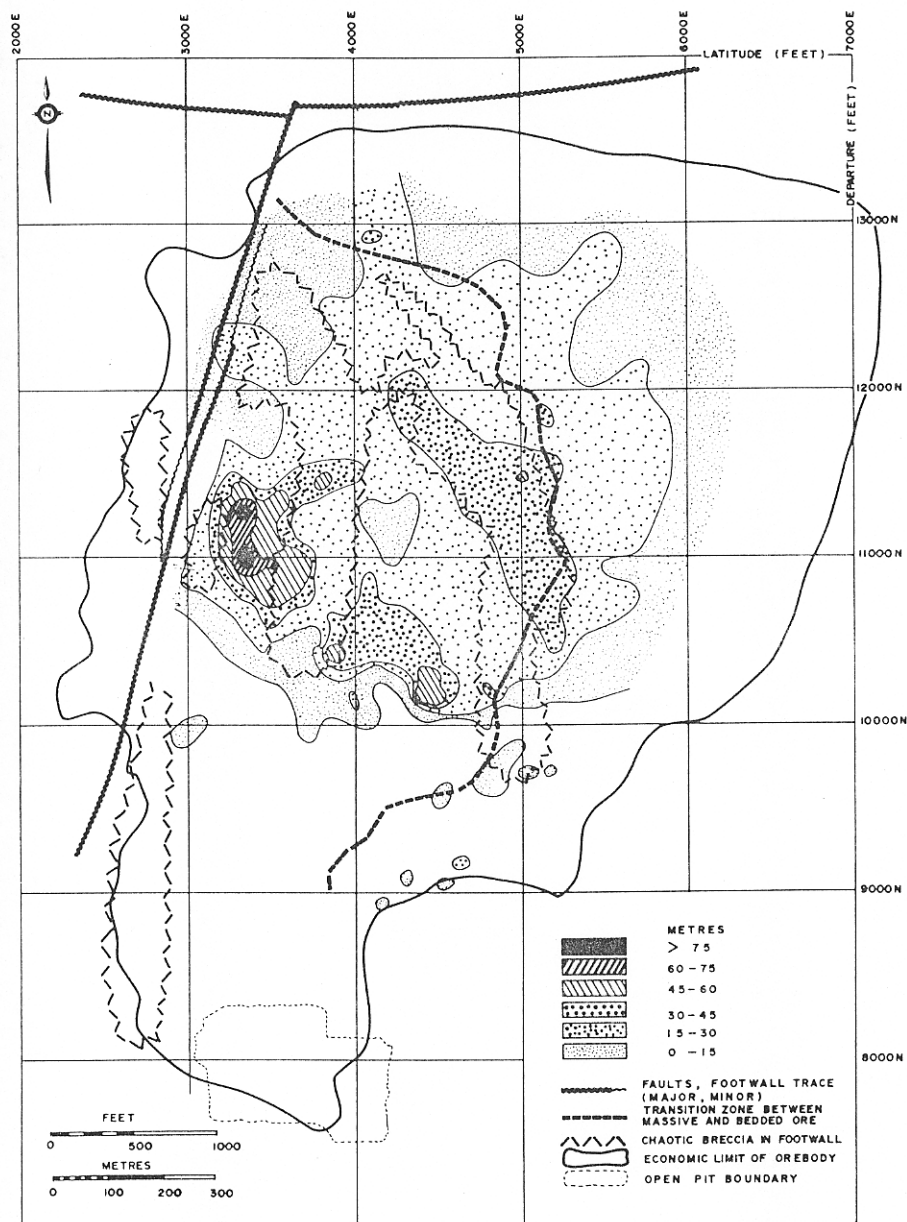 2000E
3000E
4000E
5000E
6000E
7000E
LATITUDE (FEET)
DEPARTURE (FEET)
N
13000N
12000N
11000N
10000N
9000N
8000N
METRES
> 75
60-75
45-60
30-45
15-30
0-15
FAULTS, FOOTWALL TRACE
(MAJOR, MINOR)
TRANSITION ZONE BETWEEN
MASSIVE AND BEDDED ORE
CHAOTIC BRECCIA IN FOOTWALL
ECONOMIC LIMIT OF OREBODY
OPEN PIT BOUNDARY
FEET
0 500 1000
METRES
0 100 200 300